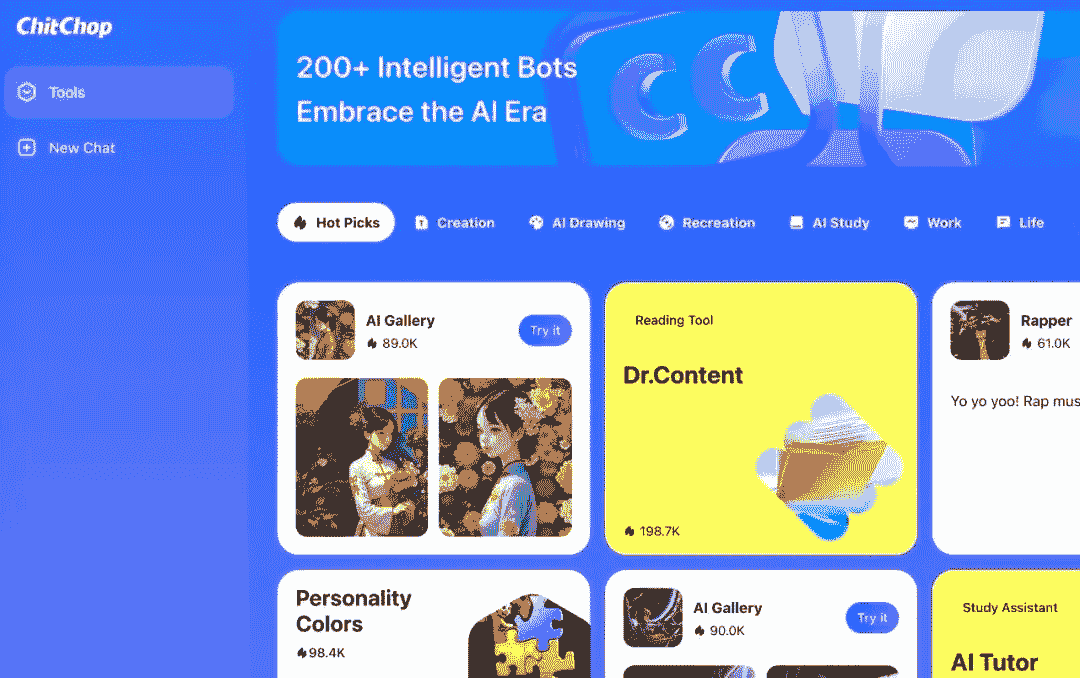 ChitChop
Tools
New Chat
200+ Intelligent Bots
Embrace the AI Era
Hot Picks
Creation
AI Drawing
Recreation
AI Study
Work
Life
AI Gallery
89.0K
Try it
Reading Tool
Dr.Content
198.7K
Rapper
61.0K
Yo yo yoo! Rap mus
Personality
Colors
98.4K
AI Gallery
90.0K
Try it
Study Assistant
AI Tutor